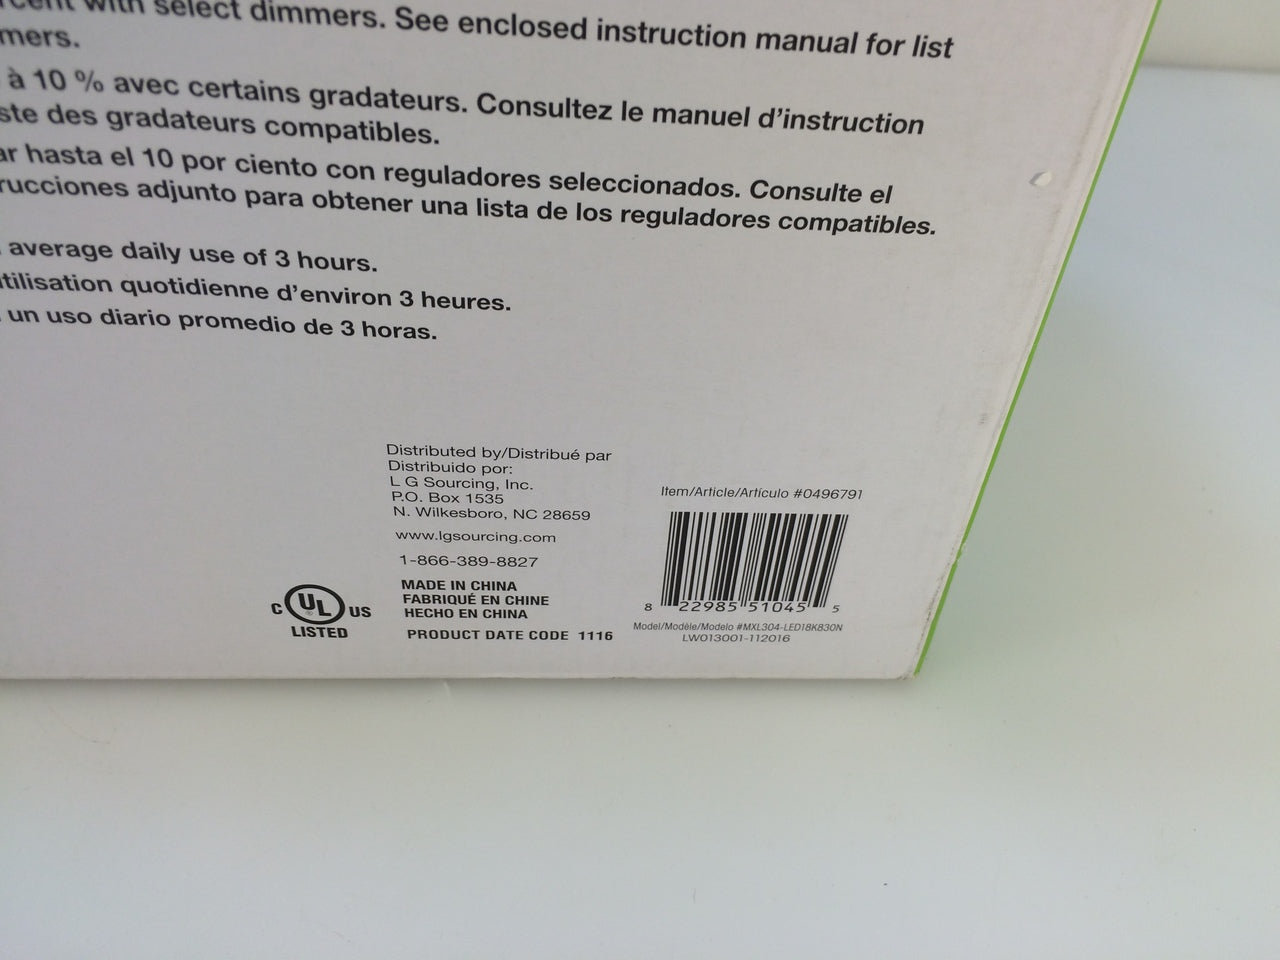 with select dimmers. See enclosed instruction manual for list
mers.
à 10 % avec certains gradateurs. Consultez le manuel d'instruction
ste des gradateurs compatibles.
ar hasta el 10 por ciento con reguladores seleccionados. Consulte el
rucciones adjunto para obtener una lista de los reguladores compatibles.
average daily use of 3 hours.
tilisation quotidienne d'environ 3 heures.
un uso diario promedio de 3 horas.
Distributed by/Distribué par
Distribuido por:
L G Sourcing, Inc.
P.O. Box 1535
N. Wilkesboro, NC 28659
www.lgsourcing.com
1-866-389-8827
MADE IN CHINA
FABRIQUÉ EN CHINE
HECHO EN CHINA
PRODUCT DATE CODE 1116
C UL ® US
LISTED
Item/Article/Artículo #0496791
8 22985 51045 5
Model/Modèle/Modelo #MXL304-LED18K830N
LW013001-112016